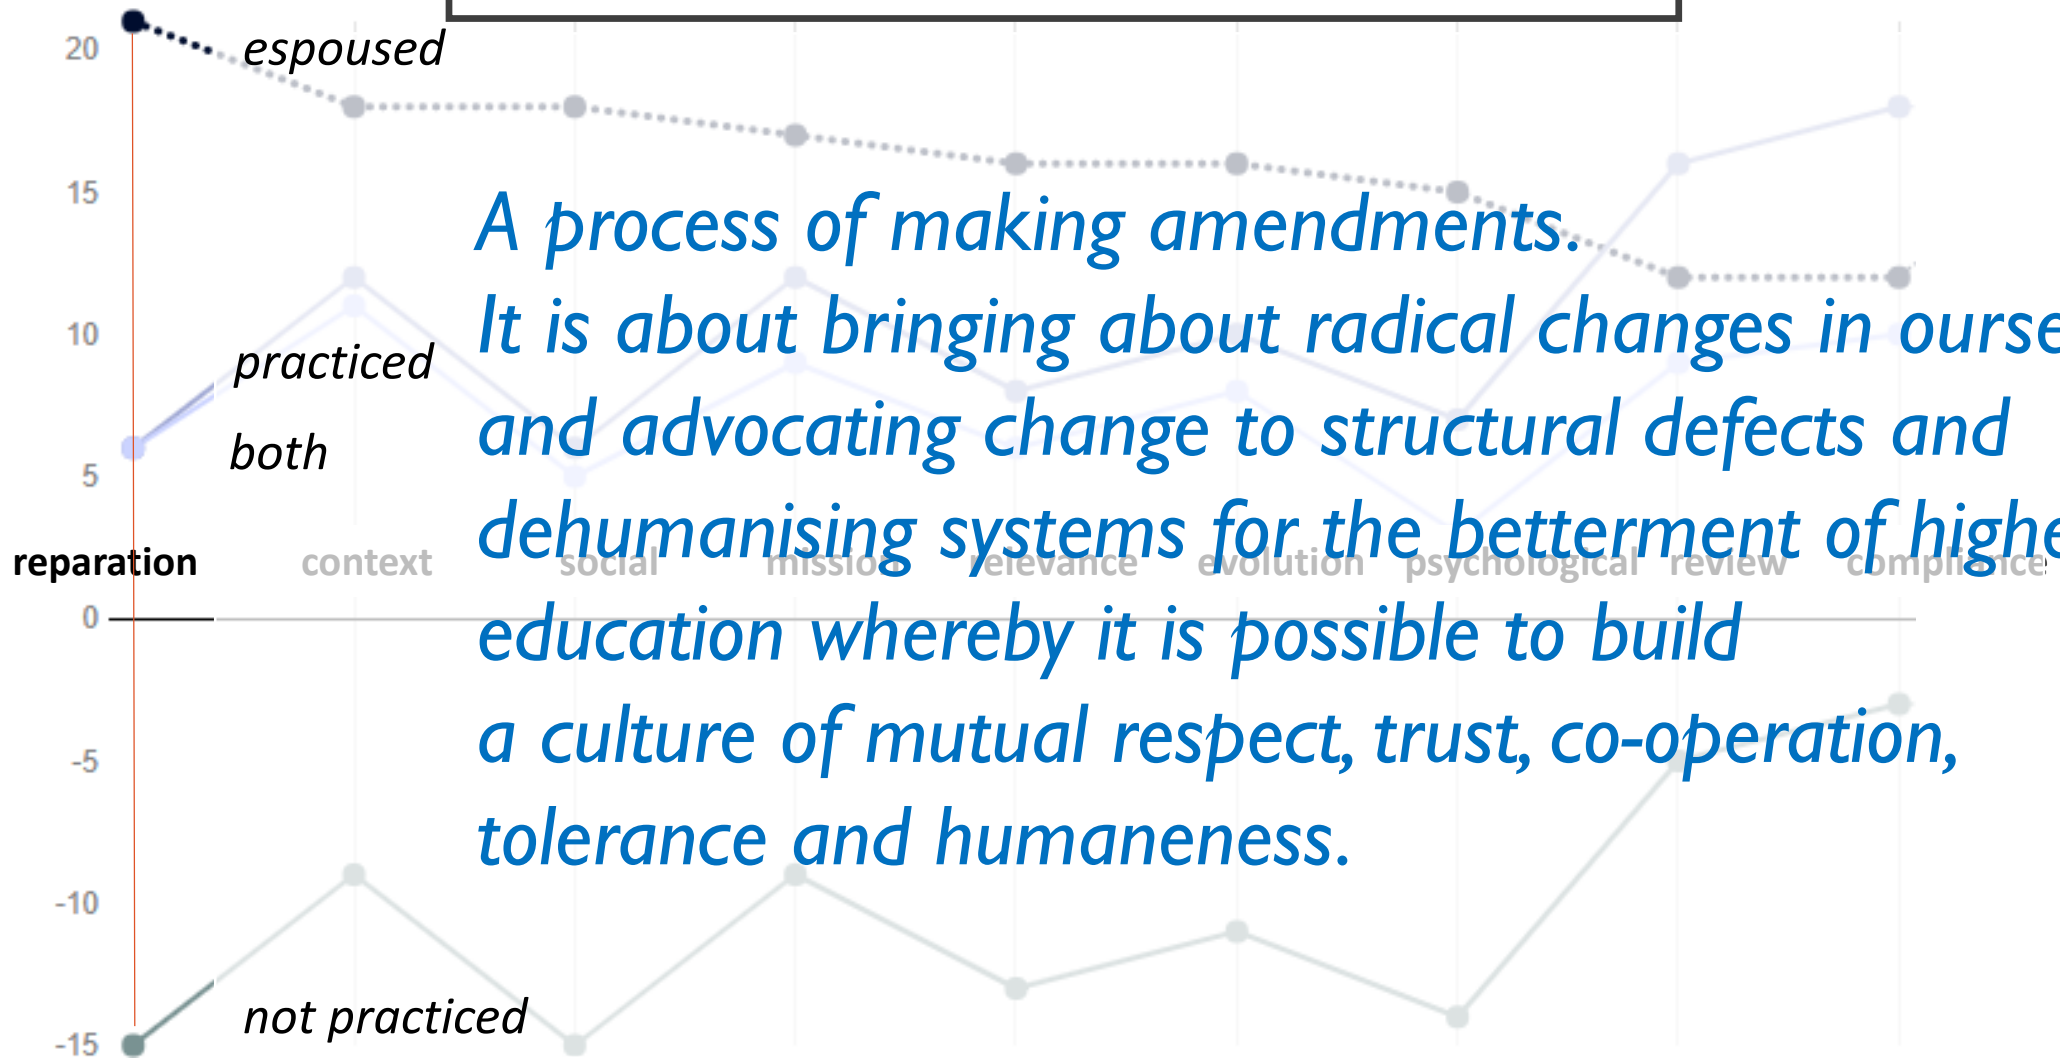 20
espoused
15
A process of making amendments.
10
It is about bringing about radical changes in ourse
practiced
and advocating change to structural defects and
both
5
dehumanising systems for the betterment of highe
reparation context social mission relevance evolution psychological review compliance
0
education whereby it is possible to build
-5
a culture of mutual respect, trust, co-operation,
tolerance and humaneness.
-10
not practiced
-15